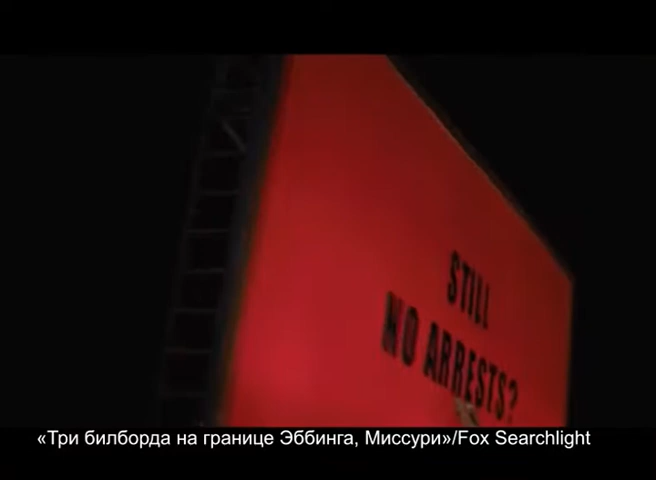 STILL
NO ARRESTS?
«Три билборда на границе Эббинга, Миссури»/Fox Searchlight